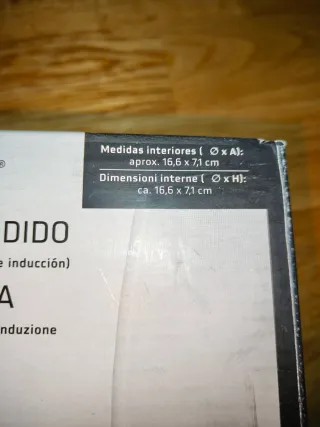 Medidas interiores ( Ø x A):
aprox. 16,6 x 7,1 cm
Dimensioni interne ( Ø x H):
ca. 16,6 x 7,1 cm
®
DIDO
e inducción)
A
nduzione